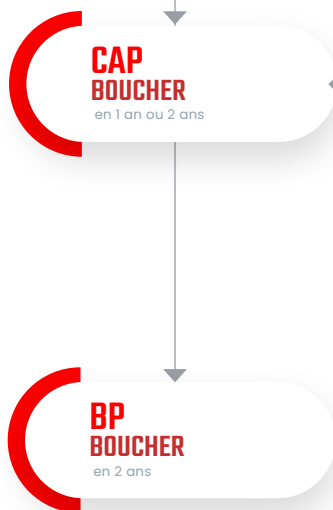 CAP
BOUCHER
en 1 an ou 2 ans
BP
BOUCHER
en 2 ans